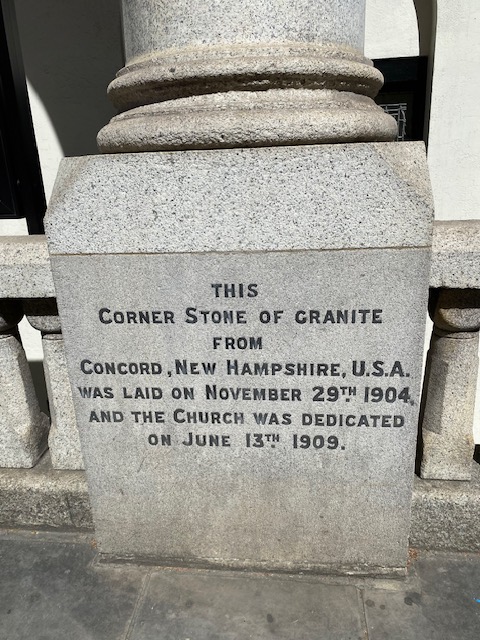 THIS
CORNER STONE OF GRANITE
FROM
CONCORD, NEW HAMPSHIRE, U.S.A.
WAS LAID ON NOVEMBER 29TH 1904,
AND THE CHURCH WAS DEDICATED
ON JUNE 13TH 1909.